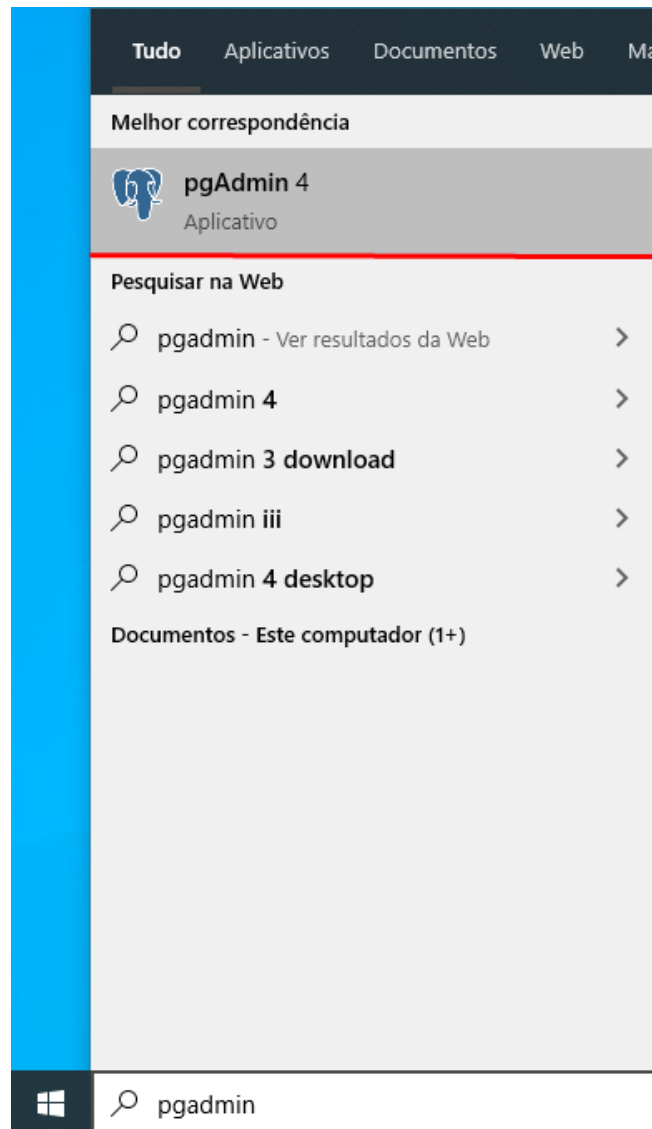 Tudo Aplicativos Documentos Web Ma
Melhor correspondência
pgAdmin 4
Aplicativo
Pesquisar na Web
pgadmin - Ver resultados da Web
pgadmin 4
pgadmin 3 download
pgadmin iii
pgadmin 4 desktop
Documentos - Este computador (1+)
pgadmin